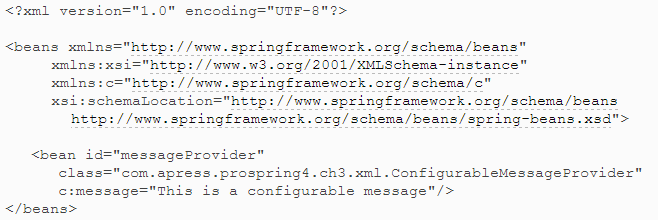 <?xml version="1.0" encoding="UTF-8"?>
<beans xmlns="http://www.springframework.org/schema/beans"
xmlns:xsi="http://www.w3.org/2001/XMLSchema-instance"
xmlns:c="http://www.springframework.org/schema/c"
xsi:schemaLocation="http://www.springframework.org/schema/beans
http://www.springframework.org/schema/beans/spring-beans.xsd">
<bean id="messageProvider"
class="com.apress.prospring4.ch3.xml.ConfigurableMessageProvider"
c:message="This is a configurable message"/>
</beans>